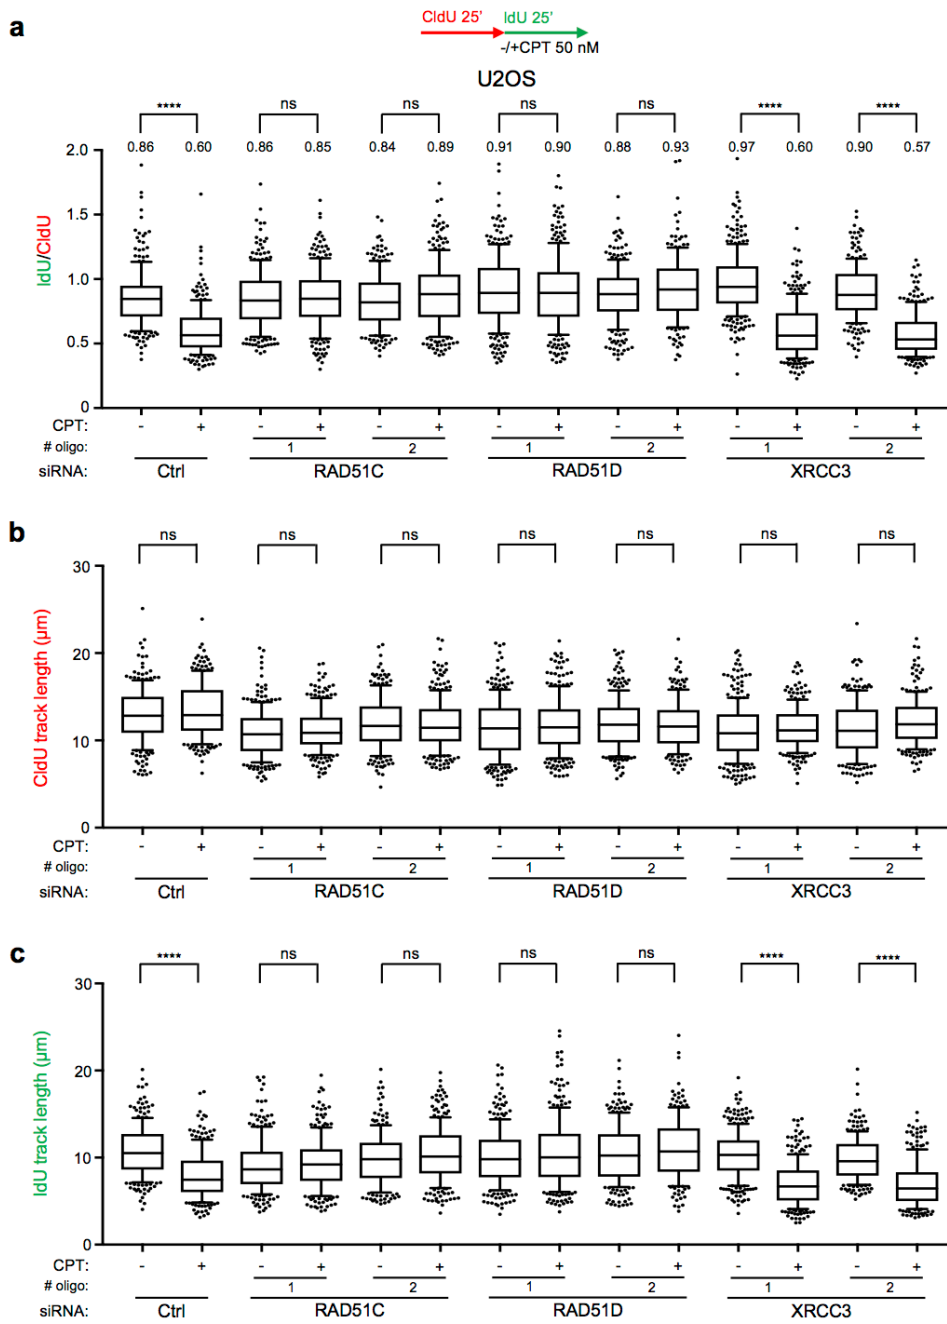 a
CldU 25' IdU 25'
-/+CPT 50 nM
U2OS
**** ns ns ns ns **** ****
0.86 0.60 0.86 0.85 0.84 0.89 0.91 0.90 0.88 0.93 0.97 0.60 0.90 0.57
2.0
1.5
1.0
0.5
0
IdU/CldU
CPT: - + - + - + - + - + - + - +
# oligo: 1 2 1 2 1 2
siRNA: Ctrl RAD51C RAD51D XRCC3
b
ns ns ns ns ns ns ns
30
20
10
0
CldU track length (µm)
CPT: - + - + - + - + - + - + - +
# oligo: 1 2 1 2 1 2
siRNA: Ctrl RAD51C RAD51D XRCC3
c
**** ns ns ns ns **** ****
30
20
10
0
IdU track length (µm)
CPT: - + - + - + - + - + - + - +
# oligo: 1 2 1 2 1 2
siRNA: Ctrl RAD51C RAD51D XRCC3